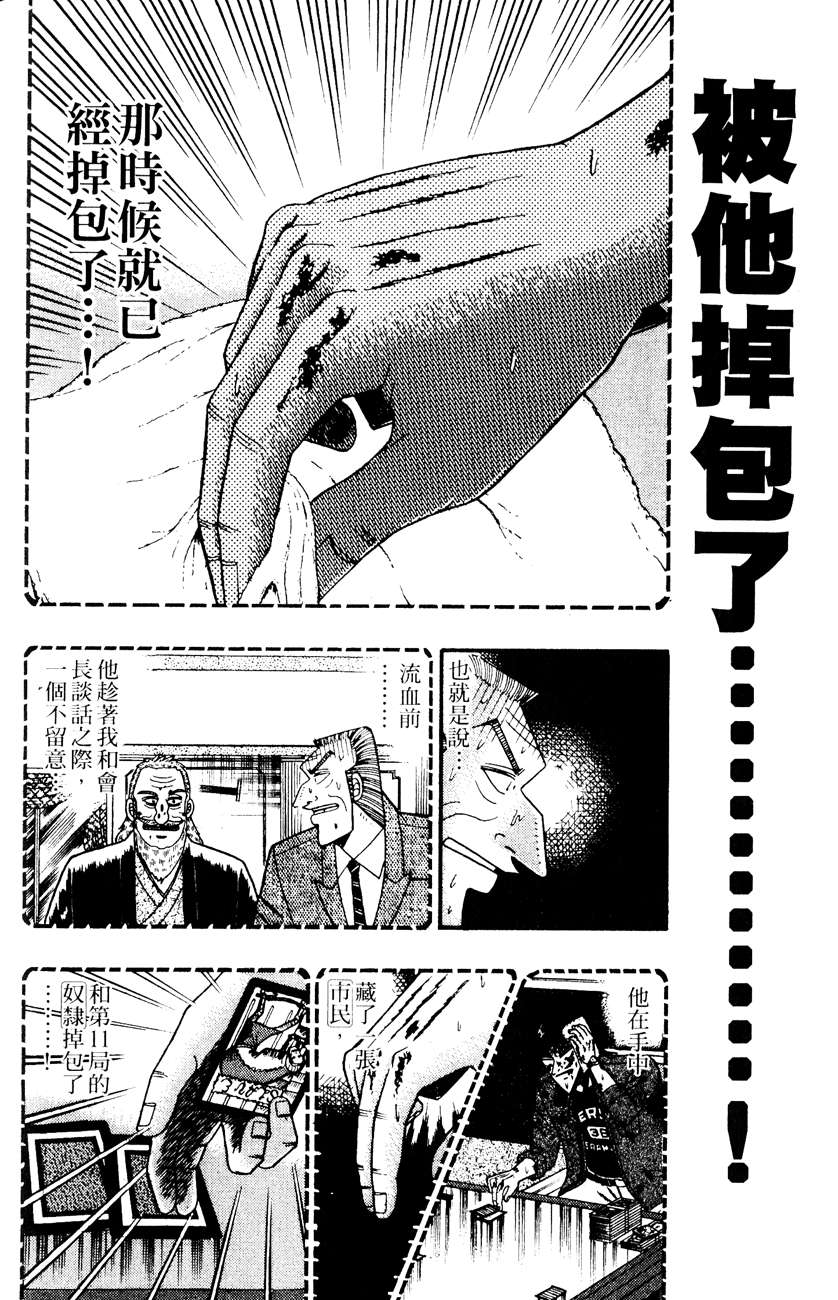 被他掉包了…………！
那時候就已
經掉包了…！
也就是說…
流血前
……
他趁著我和會
長談話之際，
一個不留意
他在手中
藏了一張
市民，
和第11局的
奴隸掉包了
……！